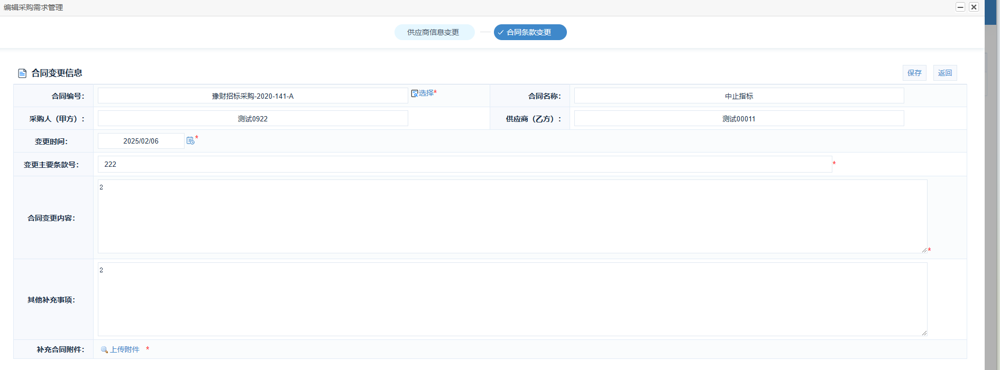 编辑采购需求管理
供应商信息变更
合同条款变更
合同变更信息
保存
返回
合同编号：
豫财招标采购-2020-141-A
选择*
合同名称：
中止指标
采购人（甲方）：
测试0922
供应商（乙方）：
测试00011
变更时间：
2025/02/06
*
变更主要条款号：
222
*
合同变更内容：
2
*
其他补充事项：
2
补充合同附件：
上传附件 *